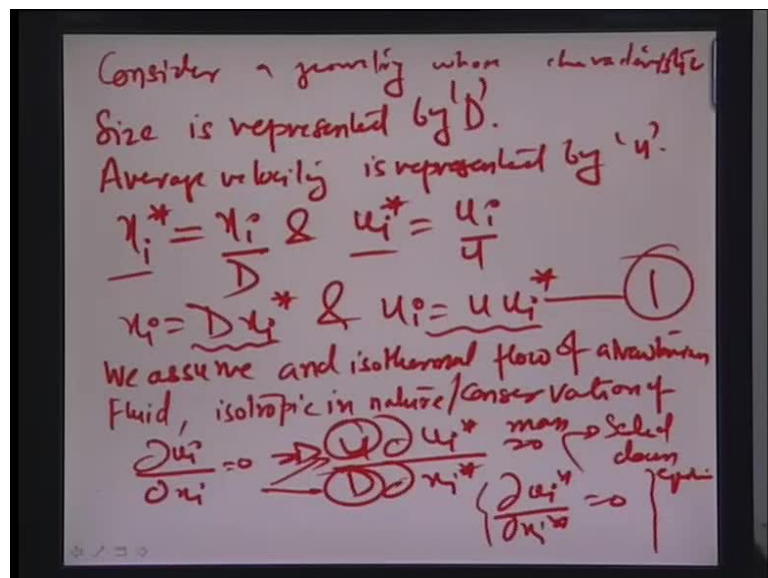 Consider a geometry whose characteristic
Size is represented by 'D'.
Average velocity is represented by 'u'.
xi* = xi/D & ui* = ui/u
xi = D xi* & ui = u ui* — 1
We assume and isothermal flow of a Newtonian
Fluid, isotropic in nature/Conservation of
∂ui/∂xi = 0 ⇒ u ∂ui*/D ∂xi* = 0 mass → Scaled down
{∂ui*/∂xi* = 0}